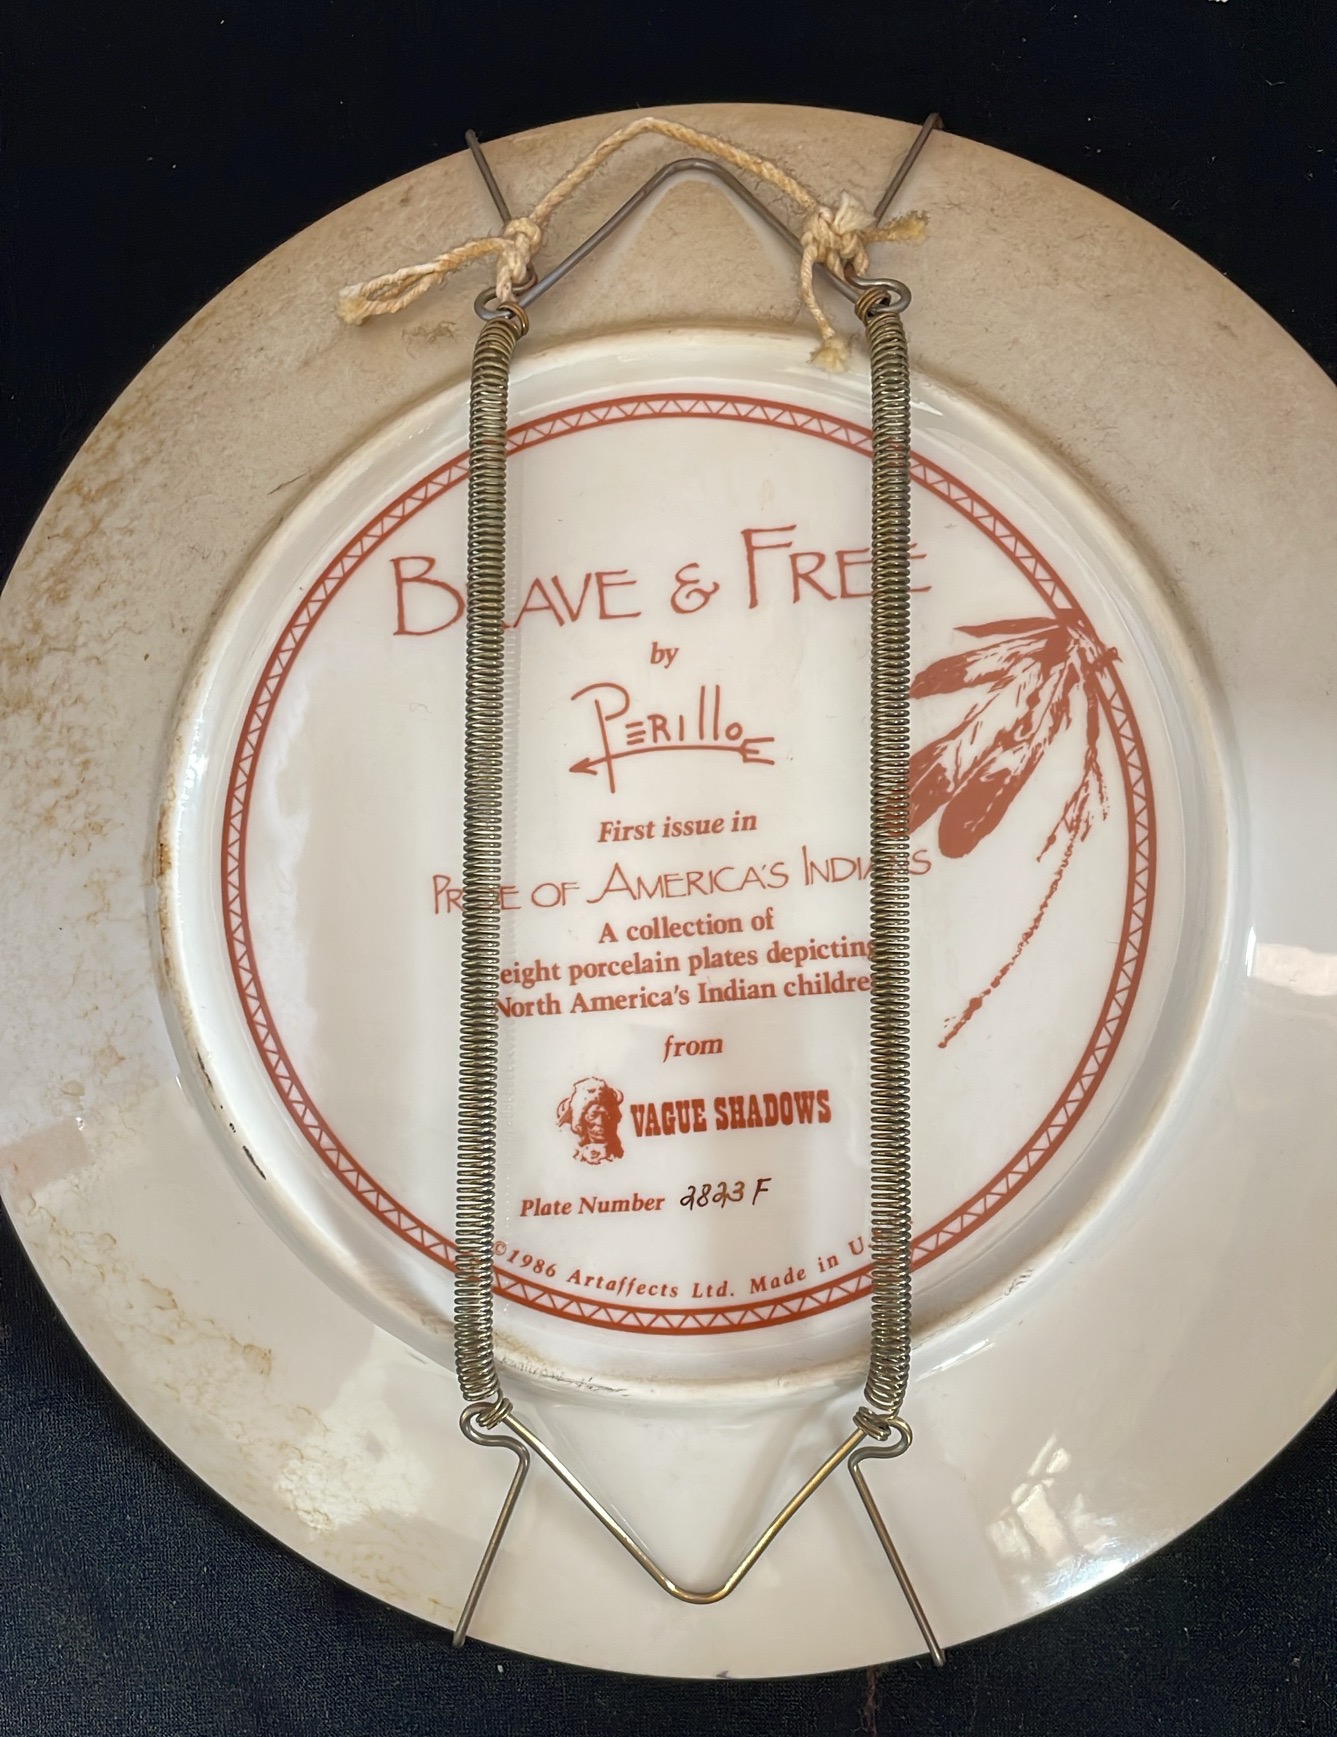 BRAVE & FREE
by
PERILLO
First issue in
PRIDE OF AMERICA'S INDIANS
A collection of
eight porcelain plates depicting
North America's Indian children
from
VAGUE SHADOWS
Plate Number 2823 F
©1986 Artaffects Ltd. Made in U.S.